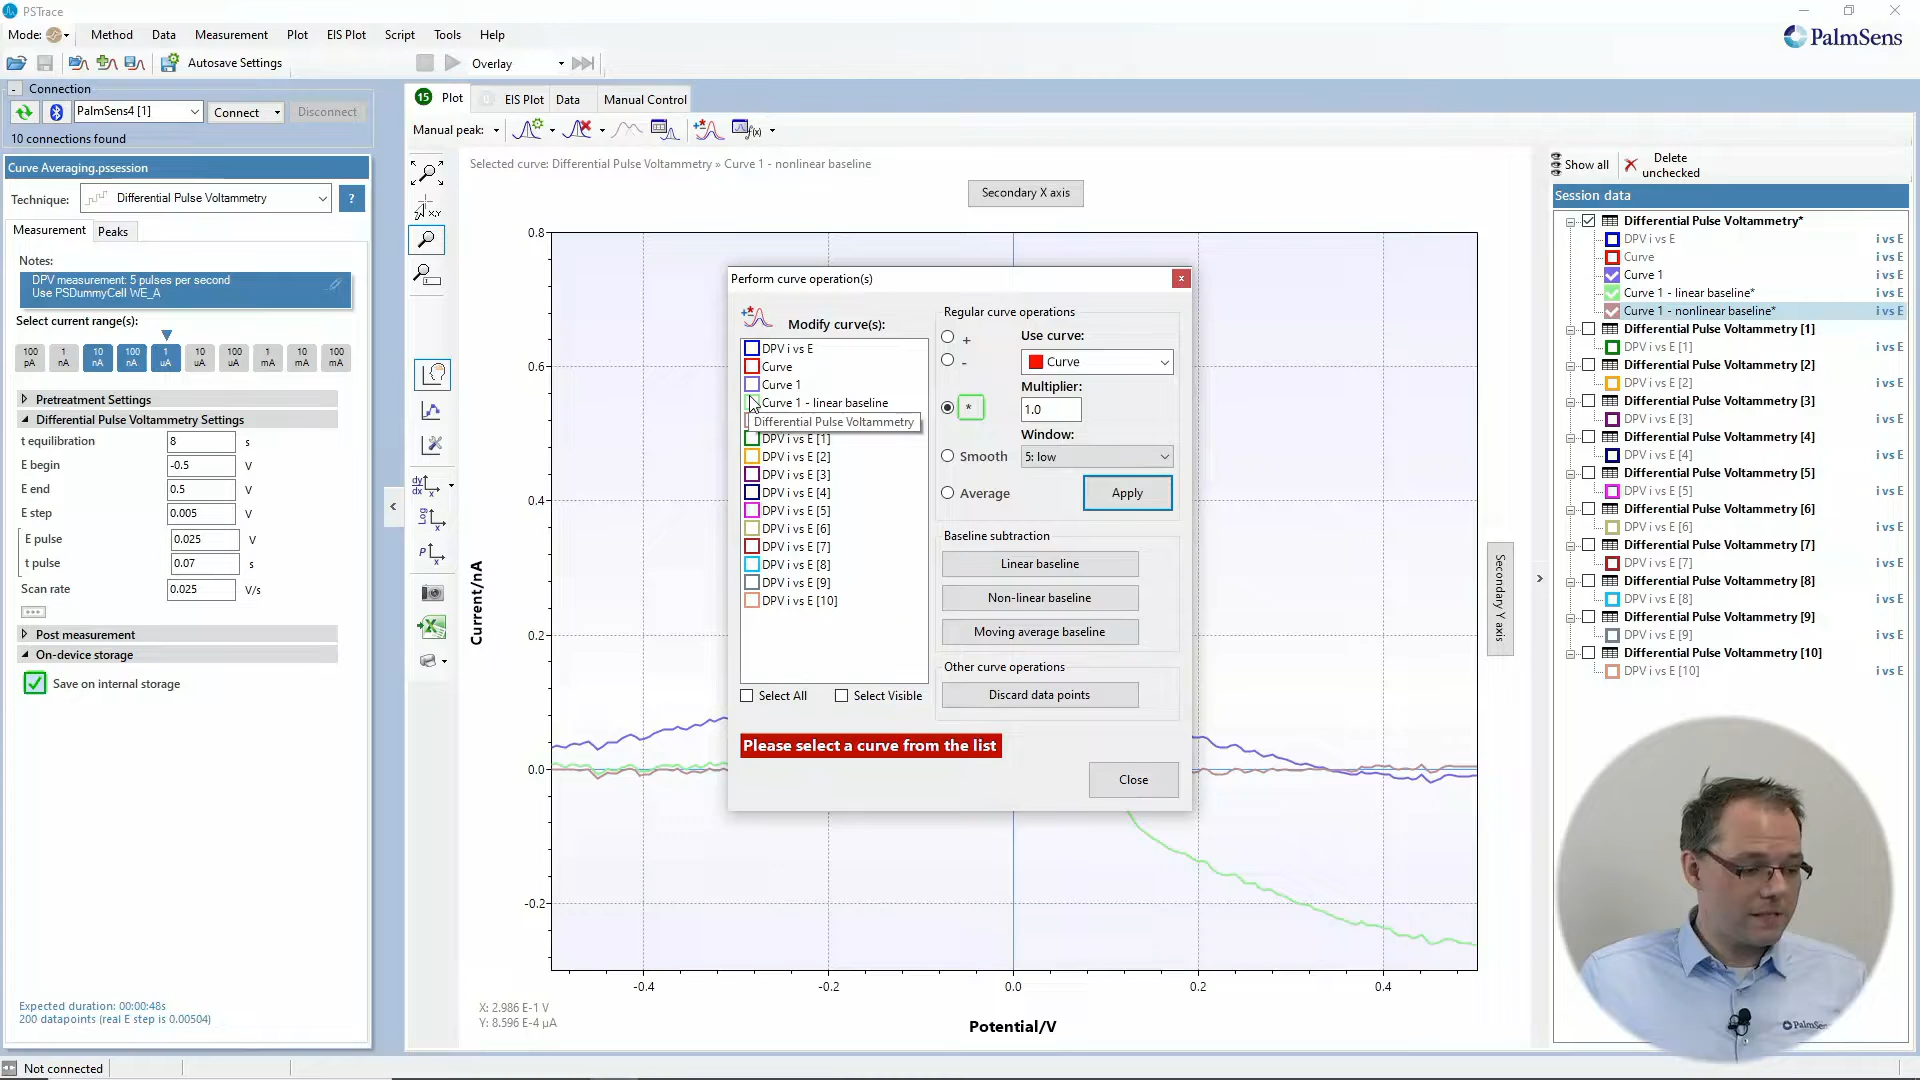 PSTrace
Mode: Method Data Measurement Plot EIS Plot Script Tools Help
PalmSens
Autosave Settings
Overlay
Connection
PalmSens4 [1] Connect Disconnect
10 connections found
Curve Averaging.pssession
Technique: Differential Pulse Voltammetry ?
Measurement Peaks
Notes:
DPV measurement: 5 pulses per second
Use PSDummyCell WE_A
Select current range(s):
100 pA 1 nA 10 nA 100 nA 1 uA 10 uA 100 uA 1 mA 10 mA 100 mA
Pretreatment Settings
Differential Pulse Voltammetry Settings
t equilibration 8 s
E begin -0.5 V
E end 0.5 V
E step 0.005 V
E pulse 0.025 V
t pulse 0.07 s
Scan rate 0.025 V/s
Post measurement
On-device storage
Save on internal storage
Expected duration: 00:00:48s
200 datapoints (real E step is 0.00504)
Not connected
15 Plot 0 EIS Plot Data Manual Control
Manual peak:
Selected curve: Differential Pulse Voltammetry » Curve 1 - nonlinear baseline
Secondary X axis
X,Y
dy/dx x
Log x
P x
Current/nA
0.8
0.6
0.4
0.2
0.0
-0.2
-0.4 -0.2 0.0 0.2 0.4
Potential/V
X: 2.986 E-1 V
Y: 8.596 E-4 µA
Secondary Y axis
Perform curve operation(s)
Modify curve(s):
DPV i vs E
Curve
Curve 1
Curve 1 - linear baseline
Differential Pulse Voltammetry
DPV i vs E [1]
DPV i vs E [2]
DPV i vs E [3]
DPV i vs E [4]
DPV i vs E [5]
DPV i vs E [6]
DPV i vs E [7]
DPV i vs E [8]
DPV i vs E [9]
DPV i vs E [10]
Select All Select Visible
Please select a curve from the list
Regular curve operations
+
-
*
Use curve:
Curve
Multiplier:
1.0
Window:
Smooth 5: low
Average Apply
Baseline subtraction
Linear baseline
Non-linear baseline
Moving average baseline
Other curve operations
Discard data points
Close
Show all Delete unchecked
Session data
Differential Pulse Voltammetry*
DPV i vs E i vs E
Curve i vs E
Curve 1 i vs E
Curve 1 - linear baseline* i vs E
Curve 1 - nonlinear baseline* i vs E
Differential Pulse Voltammetry [1]
DPV i vs E [1] i vs E
Differential Pulse Voltammetry [2]
DPV i vs E [2] i vs E
Differential Pulse Voltammetry [3]
DPV i vs E [3] i vs E
Differential Pulse Voltammetry [4]
DPV i vs E [4] i vs E
Differential Pulse Voltammetry [5]
DPV i vs E [5] i vs E
Differential Pulse Voltammetry [6]
DPV i vs E [6] i vs E
Differential Pulse Voltammetry [7]
DPV i vs E [7] i vs E
Differential Pulse Voltammetry [8]
DPV i vs E [8] i vs E
Differential Pulse Voltammetry [9]
DPV i vs E [9] i vs E
Differential Pulse Voltammetry [10]
DPV i vs E [10] i vs E